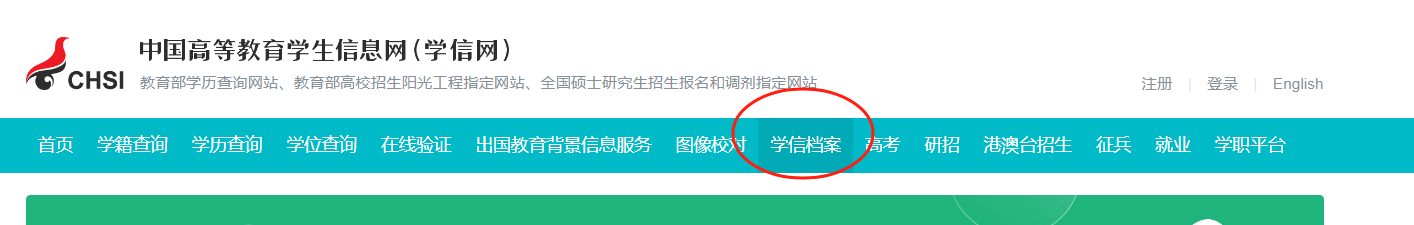 中国高等教育学生信息网(学信网)
CHSI 教育部学历查询网站、教育部高校招生阳光工程指定网站、全国硕士研究生招生报名和调剂指定网站 注册 | 登录 | English
首页 学籍查询 学历查询 学位查询 在线验证 出国教育背景信息服务 图像校对 学信档案 高考 研招 港澳台招生 征兵 就业 学职平台